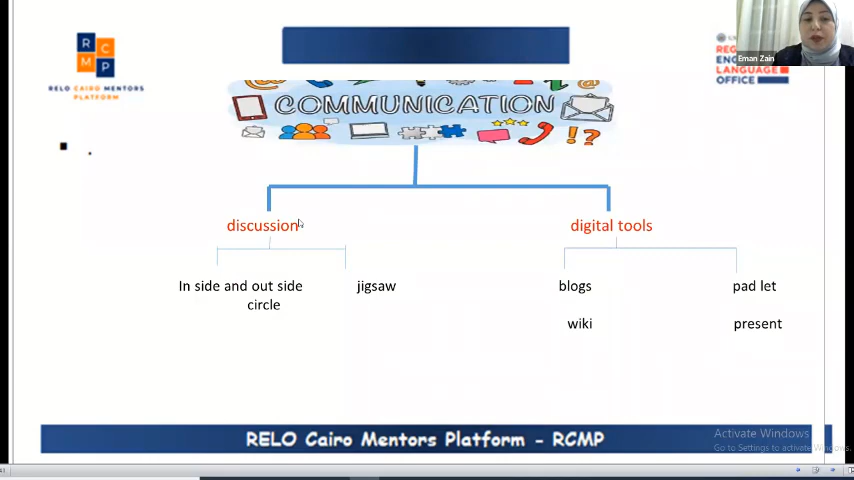 R
C
M
P
RELO CAIRO MENTORS
PLATFORM
Eman Zain
REG
ENG
LANGUAGE
OFFICE
COMMUNICATION
discussion
digital tools
In side and out side
circle
jigsaw
blogs
pad let
wiki
present
RELO Cairo Mentors Platform - RCMP
Activate Windows
Go to Settings to activate Windows.